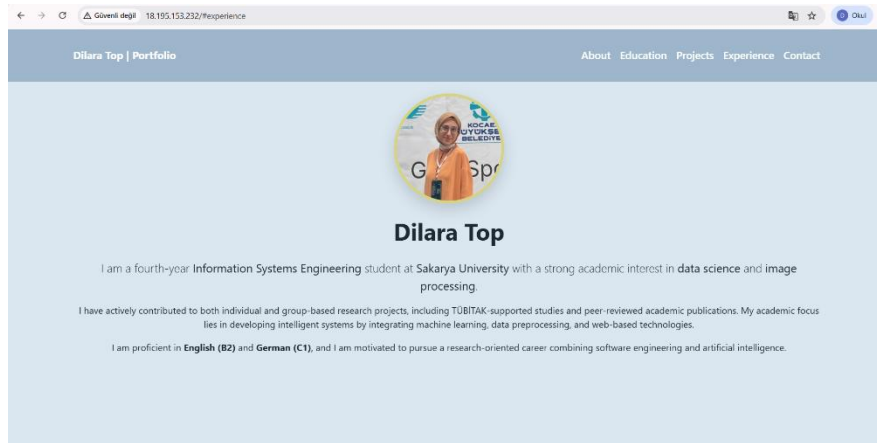 Güvenli değil 18.195.153.232/#experience Okul
Dilara Top | Portfolio About Education Projects Experience Contact
KOCAE
ÜYÜKŞE
BELEDİYE
G Spo
Dilara Top
I am a fourth-year Information Systems Engineering student at Sakarya University with a strong academic interest in data science and image
processing.
I have actively contributed to both individual and group-based research projects, including TÜBİTAK-supported studies and peer-reviewed academic publications. My academic focus
lies in developing intelligent systems by integrating machine learning, data preprocessing, and web-based technologies.
I am proficient in English (B2) and German (C1), and I am motivated to pursue a research-oriented career combining software engineering and artificial intelligence.